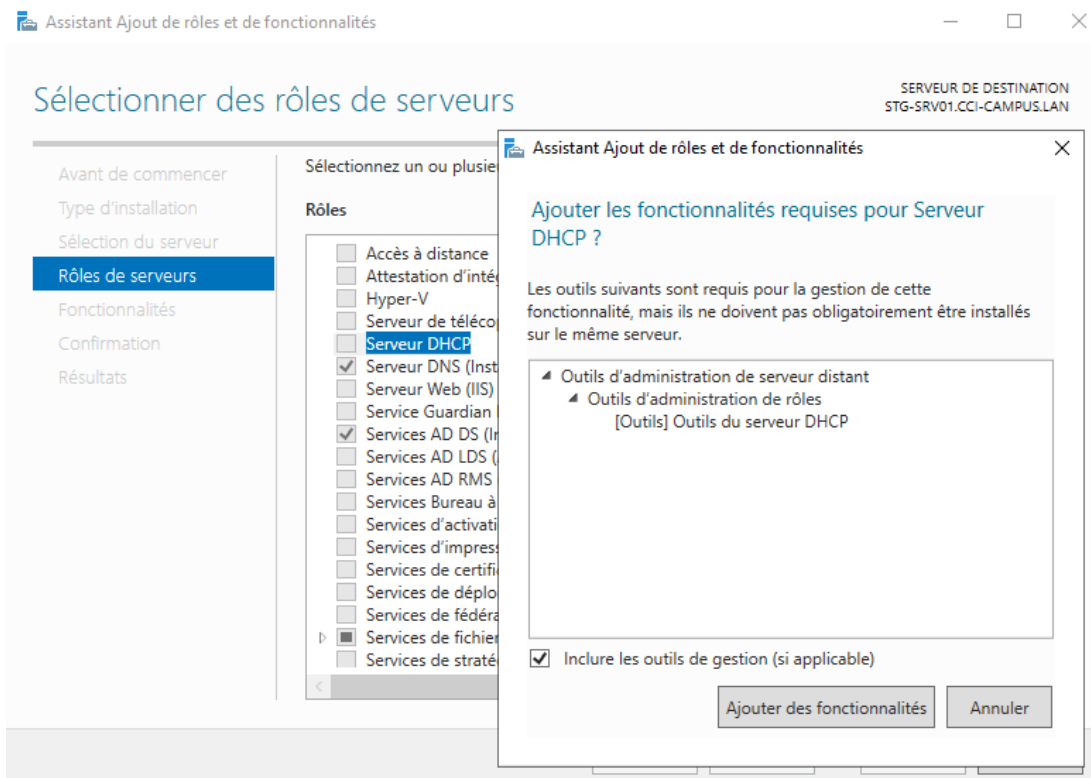 Assistant Ajout de rôles et de fonctionnalités
Sélectionner des rôles de serveurs
SERVEUR DE DESTINATION
STG-SRV01.CCI-CAMPUS.LAN
Avant de commencer
Type d'installation
Sélection du serveur
Rôles de serveurs
Fonctionnalités
Confirmation
Résultats
Sélectionnez un ou plusie
Rôles
Accès à distance
Attestation d'inté
Hyper-V
Serveur de téléco
Serveur DHCP
Serveur DNS (Inst
Serveur Web (IIS)
Service Guardian
Services AD DS (I
Services AD LDS (
Services AD RMS
Services Bureau à
Services d'activati
Services d'impres
Services de certifi
Services de déplo
Services de fédéra
Services de fichier
Services de straté
Assistant Ajout de rôles et de fonctionnalités
Ajouter les fonctionnalités requises pour Serveur
DHCP ?
Les outils suivants sont requis pour la gestion de cette
fonctionnalité, mais ils ne doivent pas obligatoirement être installés
sur le même serveur.
Outils d'administration de serveur distant
Outils d'administration de rôles
[Outils] Outils du serveur DHCP
Inclure les outils de gestion (si applicable)
Ajouter des fonctionnalités
Annuler